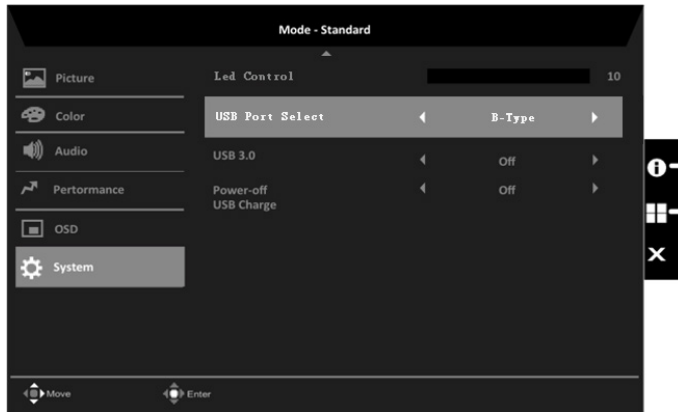 Mode - Standard
Picture
Color
Audio
Pertormance
OSD
System
Led Control 10
USB Port Select B-Type
USB 3.0 Off
Power-off Off
USB Charge
Move Enter